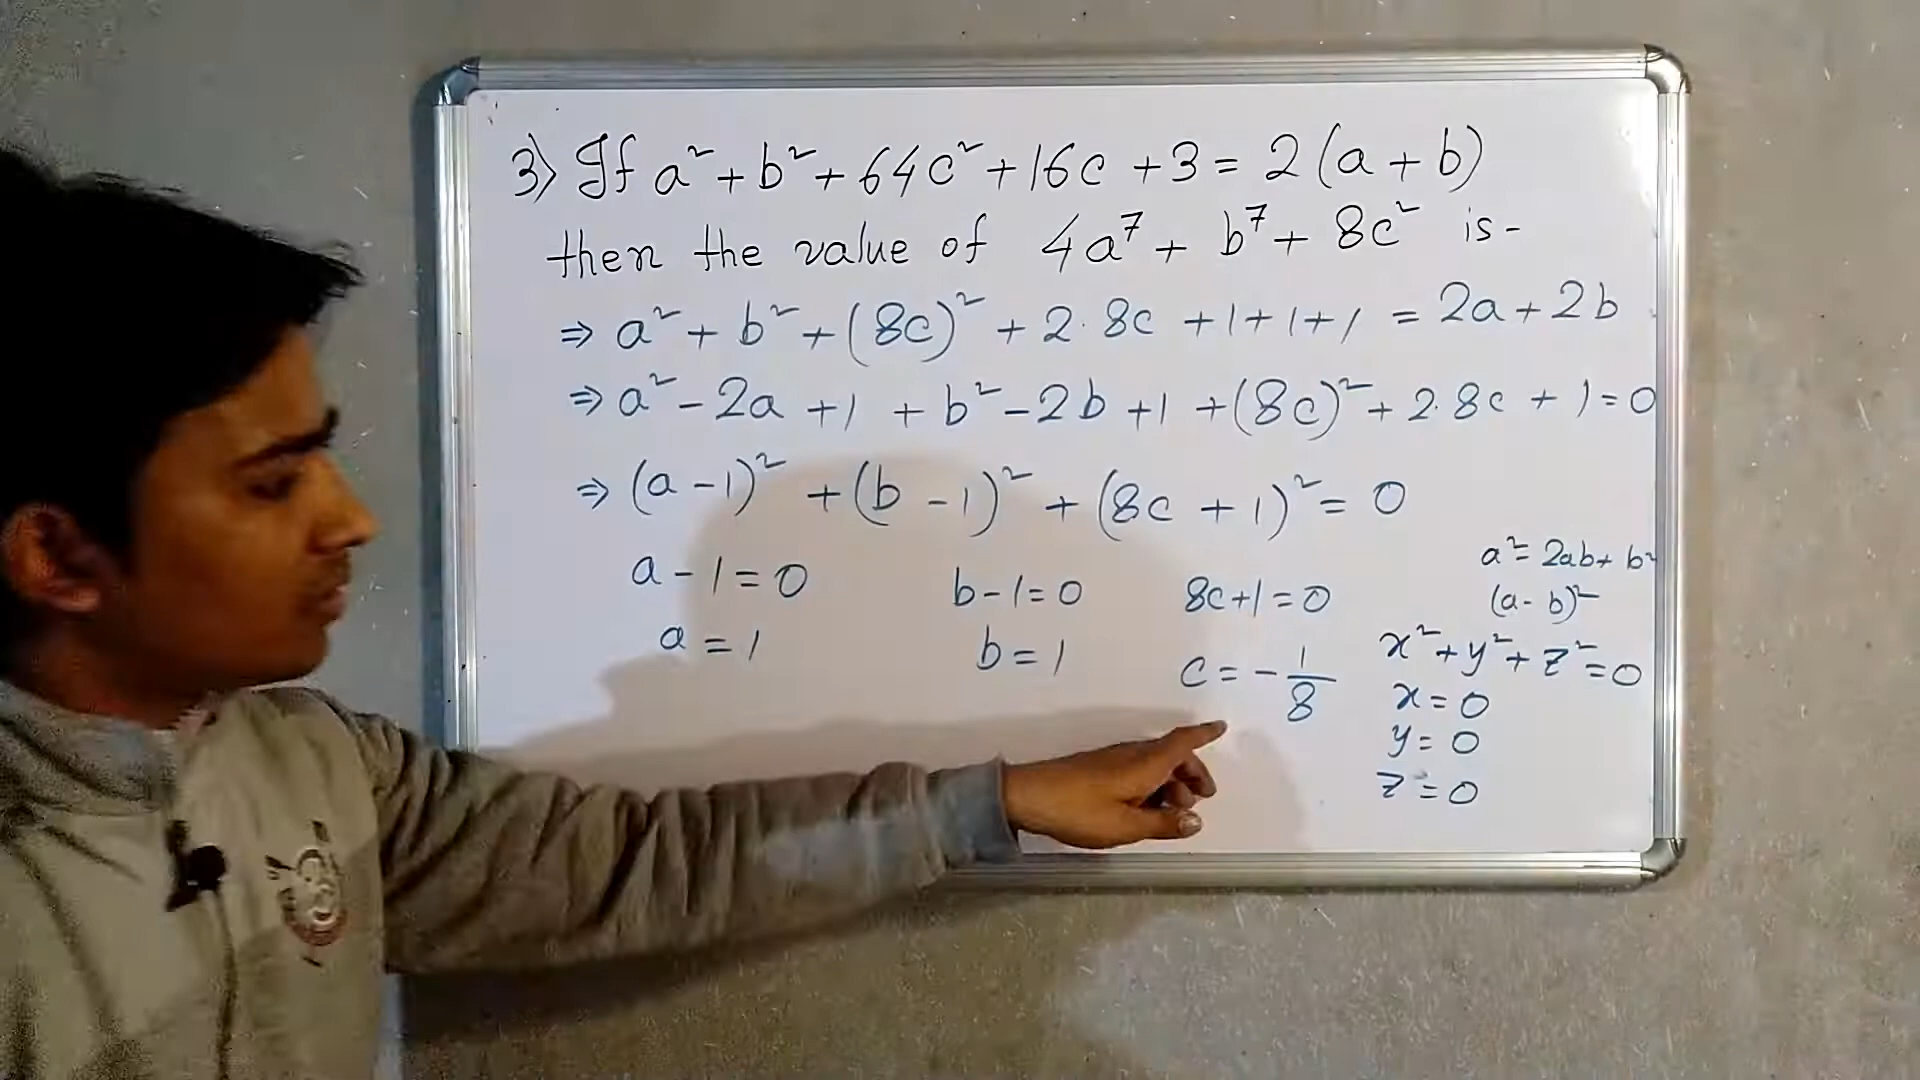 3) If a² + b² + 64c² + 16c + 3 = 2(a + b)
then the value of 4a⁷ + b⁷ + 8c² is -
⇒ a² + b² + (8c)² + 2·8c + 1 + 1 + 1 = 2a + 2b
⇒ a² - 2a + 1 + b² - 2b + 1 + (8c)² + 2·8c + 1 = 0
⇒ (a - 1)² + (b - 1)² + (8c + 1)² = 0
a - 1 = 0 b - 1 = 0 8c + 1 = 0
a = 1 b = 1 c = - 1/8
a² = 2ab + b²
(a - b)²
x² + y² + z² = 0
x = 0
y = 0
z = 0